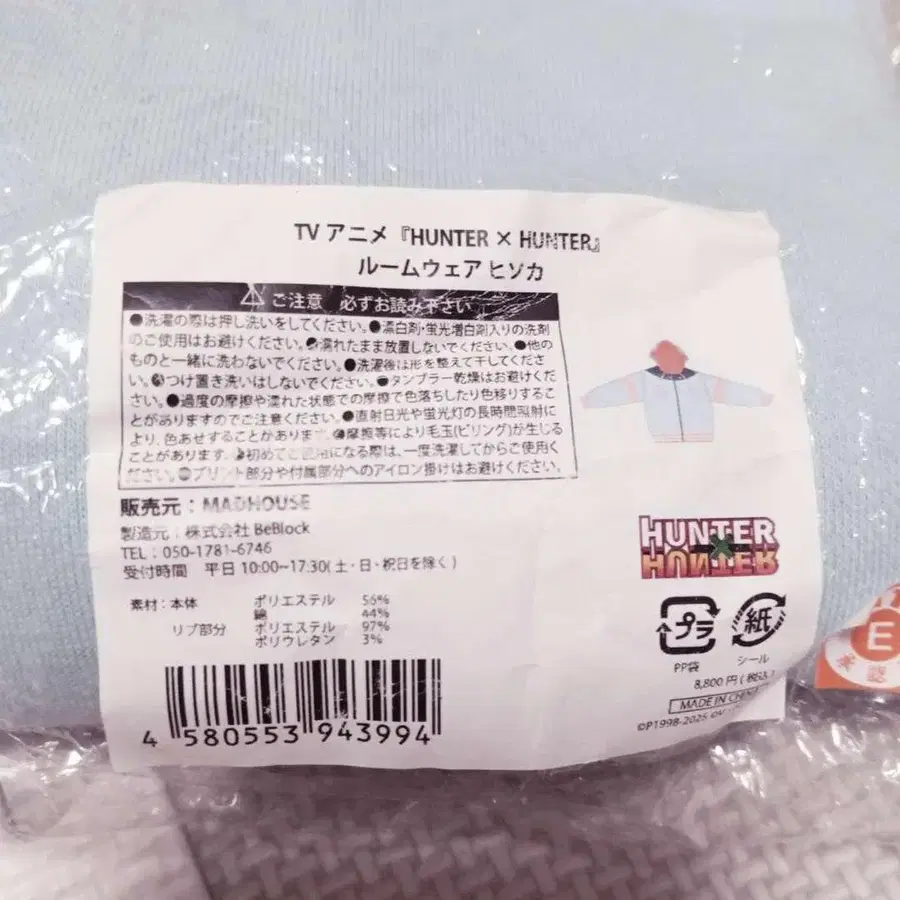 TV アニメ『HUNTER × HUNTER』
ルームウェア ヒソカ
ご注意 必ずお読み下さい
●洗濯の際は押し洗いをしてください。●漂白剤・蛍光増白剤入りの洗剤
のご使用はお避けください。●濡れたまま放置しないでください。●他の
ものと一緒に洗わないでください。●洗濯後は形を整えて干してくださ
い。●つけ置き洗いはしないでください。●タンブラー乾燥はお避けくださ
い。●過度の摩擦や濡れた状態での摩擦で色落ちしたり色移りするこ
とがありますのでご注意ください。●直射日光や蛍光灯の長時間照射に
より、色あせすることがあります。●摩擦等により毛玉(ピリング)が生じる
ことがあります。●初めてご使用になる際は、一度洗濯してからご使用く
ださい。●プリント部分や付属部分へのアイロン掛けはお避けください。
販売元：MADHOUSE
製造元：株式会社 BeBlock
TEL：050-1781-6746
受付時間 平日 10:00~17:30(土・日・祝日を除く)
素材：本体 ポリエステル 56%
綿 44%
リブ部分 ポリエステル 97%
ポリウレタン 3%
4 580553 943994
HUNTER
HUNTER
プラ
紙
PP袋
シール
8,800円(税込)
MADE IN CHINA
©P1998-2025
E
承認